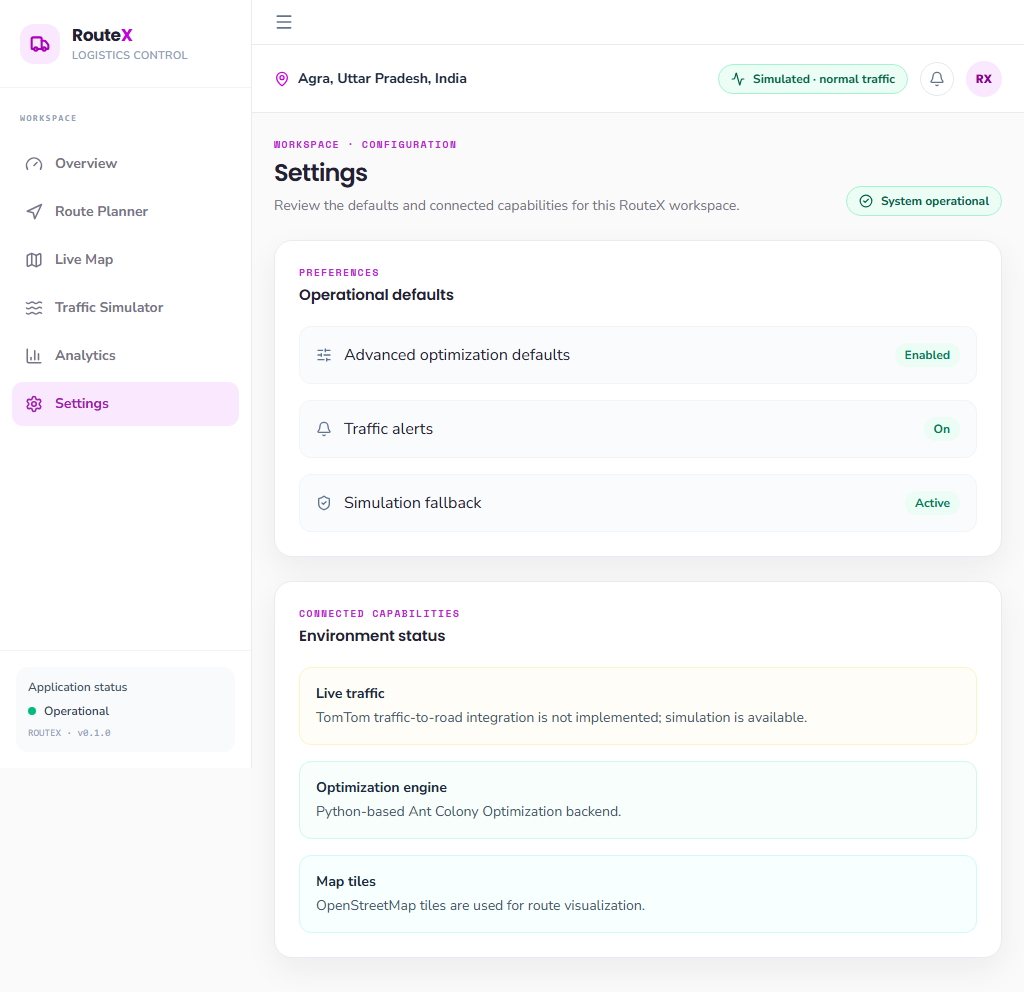 RouteX
LOGISTICS CONTROL
WORKSPACE
Overview
Route Planner
Live Map
Traffic Simulator
Analytics
Settings
Application status
Operational
ROUTEX · v0.1.0
Agra, Uttar Pradesh, India
Simulated · normal traffic
RX
WORKSPACE · CONFIGURATION
Settings
Review the defaults and connected capabilities for this RouteX workspace.
System operational
PREFERENCES
Operational defaults
Advanced optimization defaults
Enabled
Traffic alerts
On
Simulation fallback
Active
CONNECTED CAPABILITIES
Environment status
Live traffic
TomTom traffic-to-road integration is not implemented; simulation is available.
Optimization engine
Python-based Ant Colony Optimization backend.
Map tiles
OpenStreetMap tiles are used for route visualization.